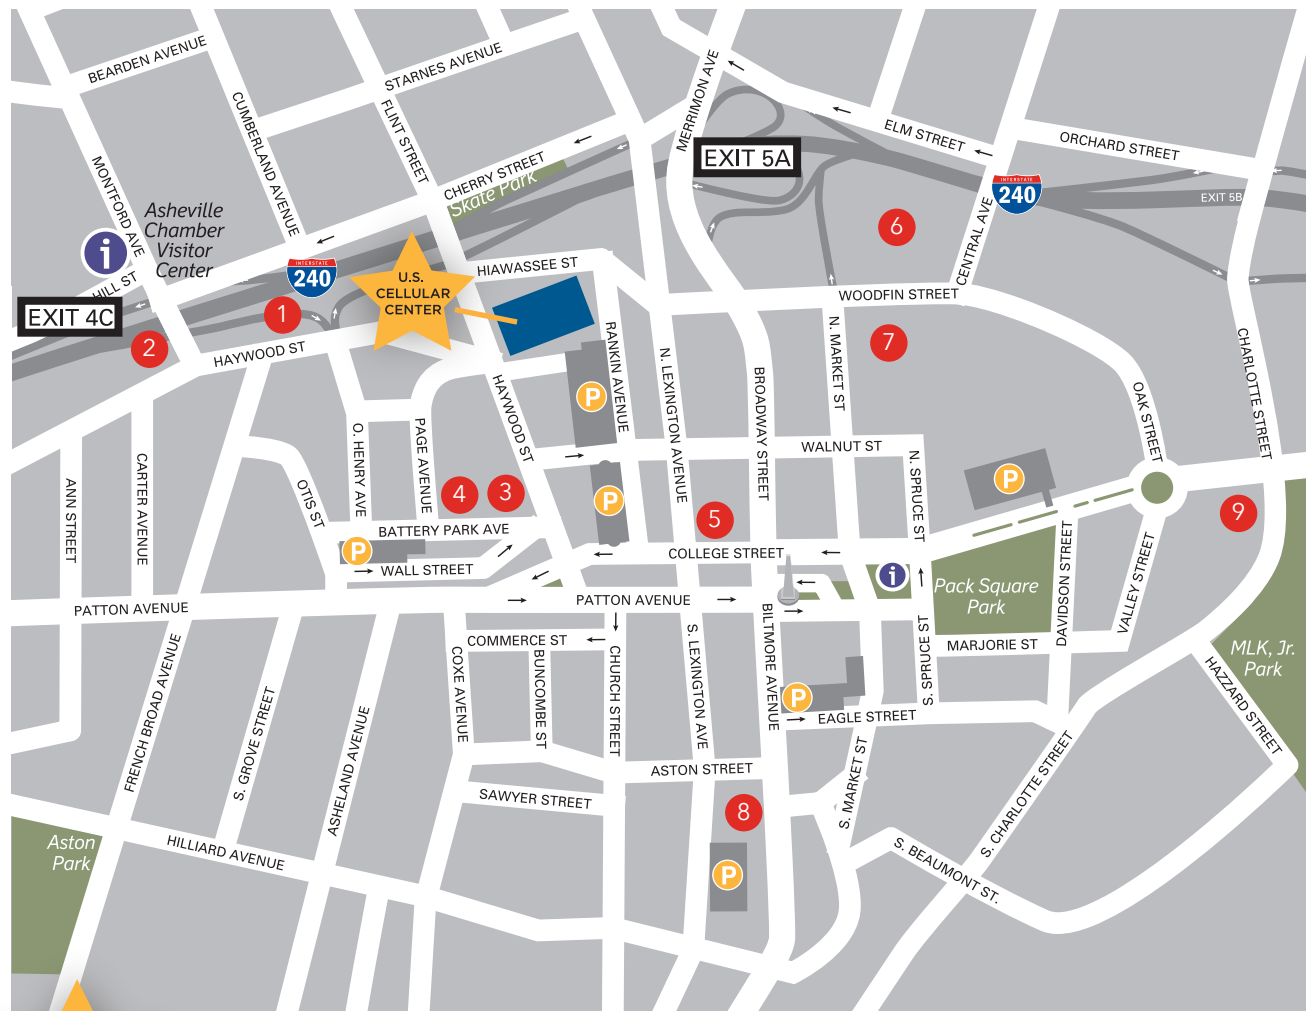 BEARDEN AVENUE
STARNES AVENUE
CUMBERLAND AVENUE
FLINT STREET
MERRIMON AVE
ELM STREET
ORCHARD STREET
EXIT 5A
CHERRY STREET
Skate Park
MONTFORD AVE
INTERSTATE
240
EXIT 5B
Asheville
Chamber
Visitor
Center
i
HILL ST
INTERSTATE
240
U.S.
CELLULAR
CENTER
HIAWASSEE ST
6
CENTRAL AVE
WOODFIN STREET
EXIT 4C
1
2
HAYWOOD ST
RANKIN AVENUE
N. LEXINGTON AVENUE
BROADWAY STREET
N. MARKET ST
7
CHARLOTTE STREET
OAK STREET
HAYWOOD ST
P
O. HENRY AVE
PAGE AVENUE
WALNUT ST
N. SPRUCE ST
ANN STREET
CARTER AVENUE
OTIS ST
4
3
P
5
P
9
BATTERY PARK AVE
P
WALL STREET
COLLEGE STREET
i
Pack Square
Park
DAVIDSON STREET
VALLEY STREET
PATTON AVENUE
PATTON AVENUE
COMMERCE ST
MARJORIE ST
MLK, Jr.
Park
HAZZARD STREET
FRENCH BROAD AVENUE
S. GROVE STREET
ASHELAND AVENUE
COXE AVENUE
BUNCOMBE ST
CHURCH STREET
S. LEXINGTON AVE
BILTMORE AVENUE
S. SPRUCE ST
P
EAGLE STREET
ASTON STREET
S. MARKET ST
S. CHARLOTTE STREET
SAWYER STREET
8
Aston
Park
HILLIARD AVENUE
P
S. BEAUMONT ST.